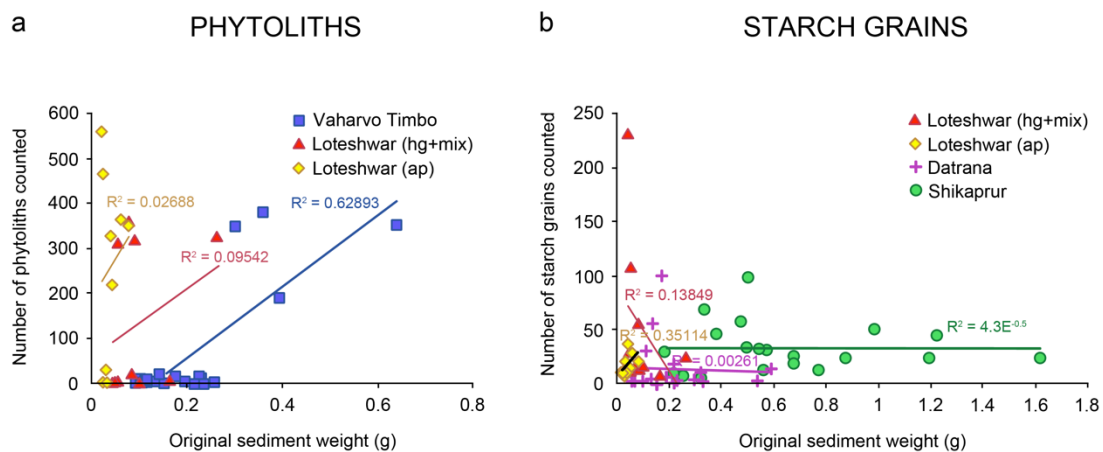 a PHYTOLITHS
Number of phytoliths counted
600
500
400
300
200
100
0
0 0.2 0.4 0.6 0.8
Original sediment weight (g)
Vaharvo Timbo
Loteshwar (hg+mix)
Loteshwar (ap)
R² = 0.02688
R² = 0.62893
R² = 0.09542
b STARCH GRAINS
Number of starch grains counted
250
200
150
100
50
0
0 0.2 0.4 0.6 0.8 1 1.2 1.4 1.6 1.8
Original sediment weight (g)
Loteshwar (hg+mix)
Loteshwar (ap)
Datrana
Shikaprur
R² = 0.13849
R² = 0.35114
R² = 4.3E⁻⁰·⁵
R² = 0.00261